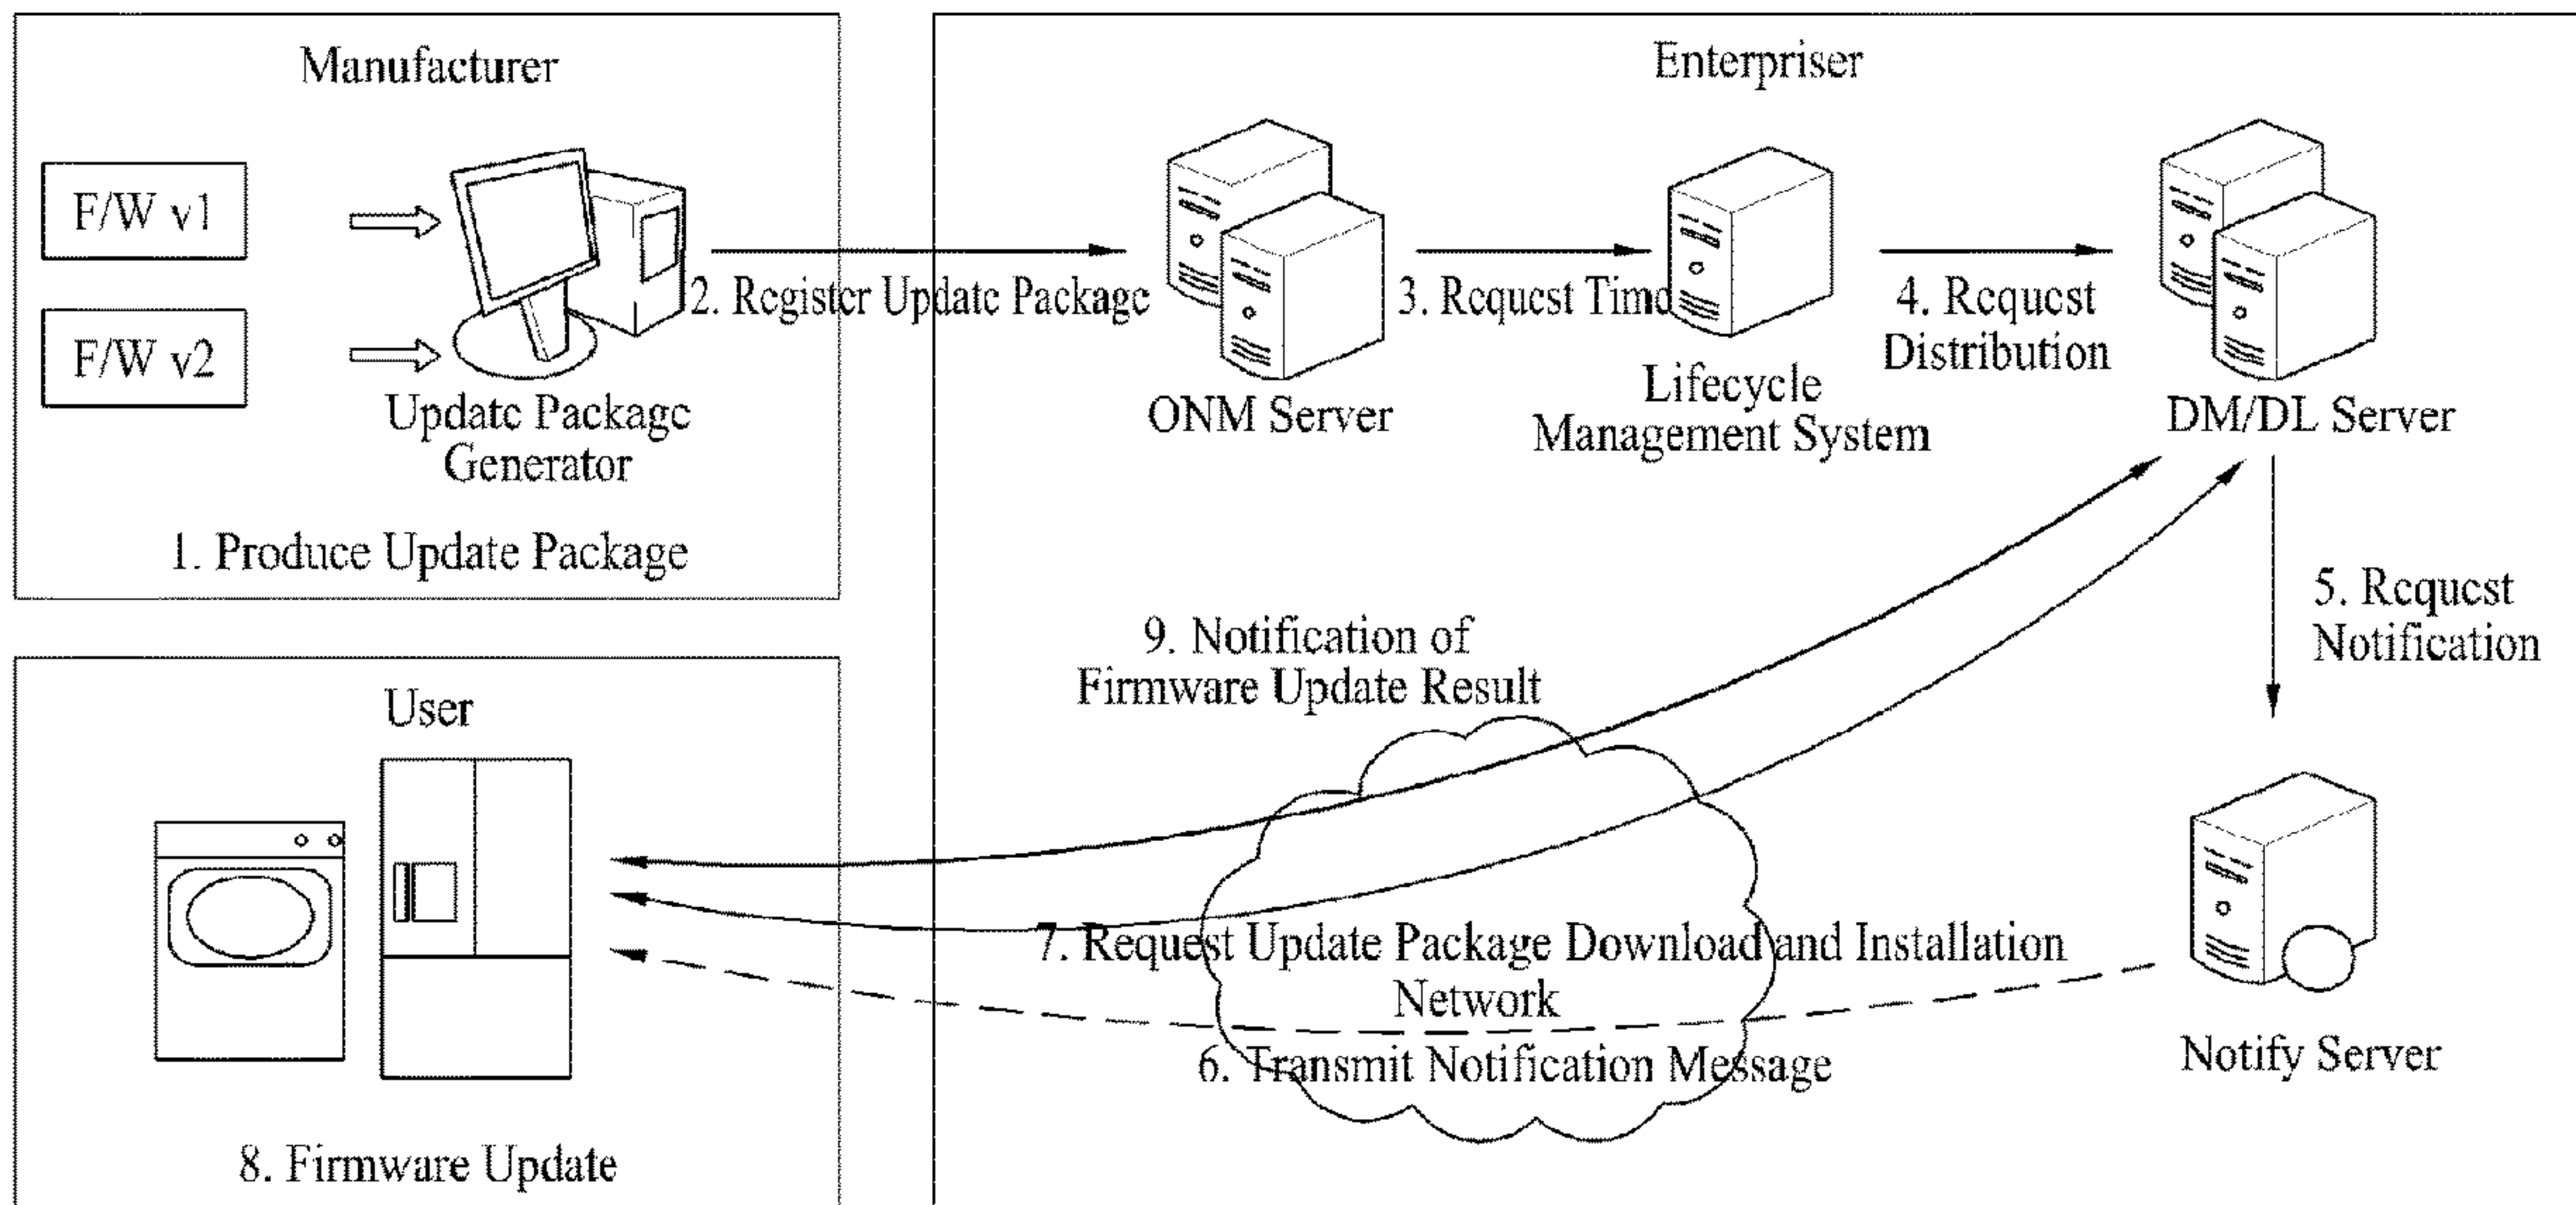 Manufacturer
F/W v1
F/W v2
Update Package
Generator
1. Produce Update Package
2. Register Update Package
Enterpriser
ONM Server
3. Request Time
Lifecycle
Management System
4. Request
Distribution
DM/DL Server
5. Request
Notification
9. Notification of
Firmware Update Result
7. Request Update Package Download and Installation
Network
6. Transmit Notification Message
Notify Server
User
8. Firmware Update